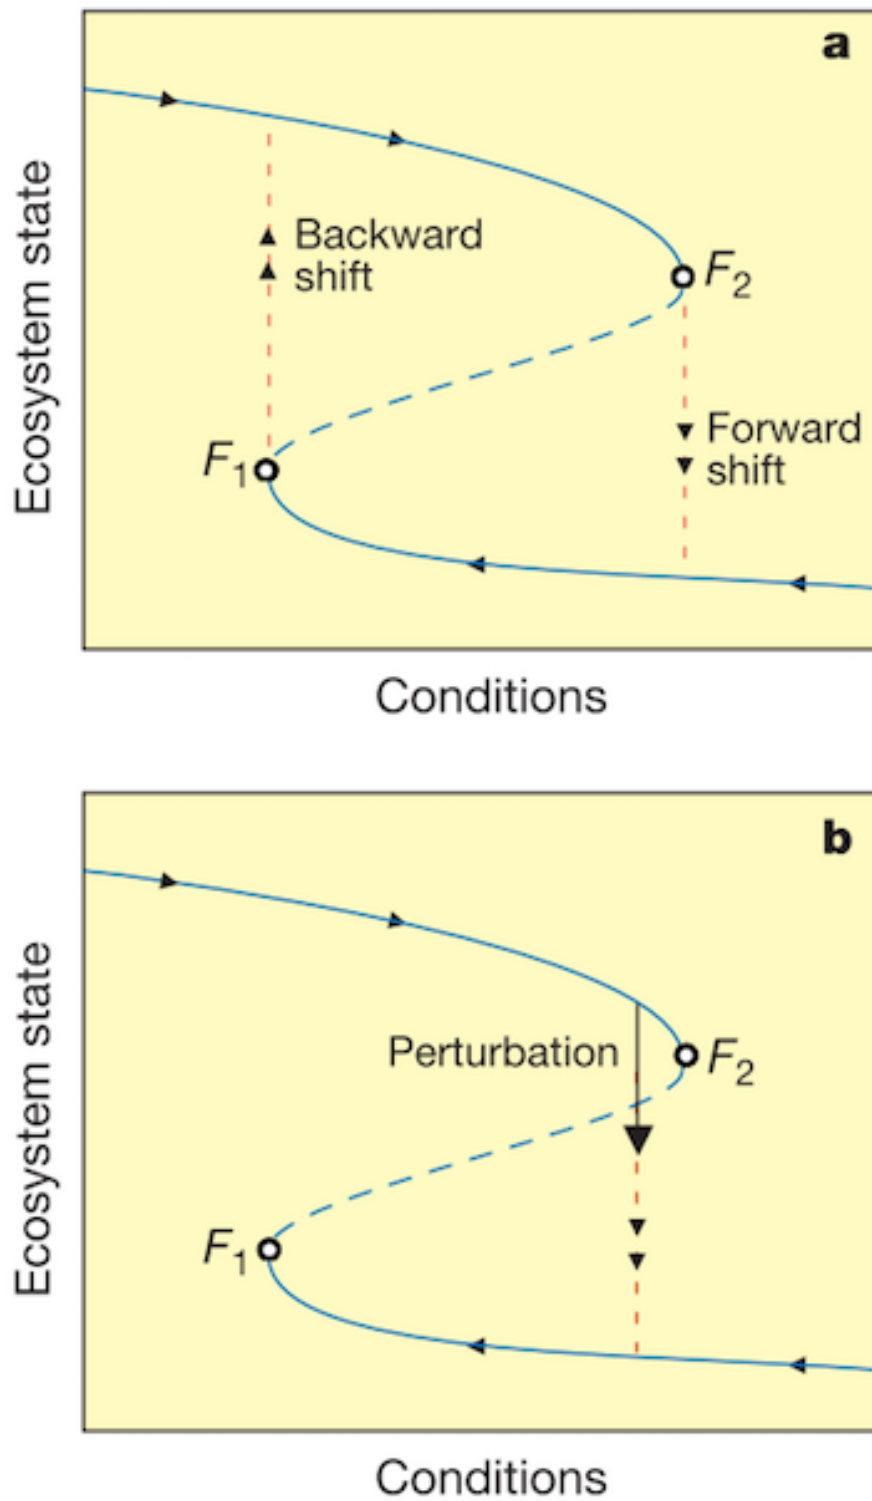 a
Ecosystem state
Backward
shift
F2
F1
Forward
shift
Conditions
b
Ecosystem state
Perturbation
F2
F1
Conditions